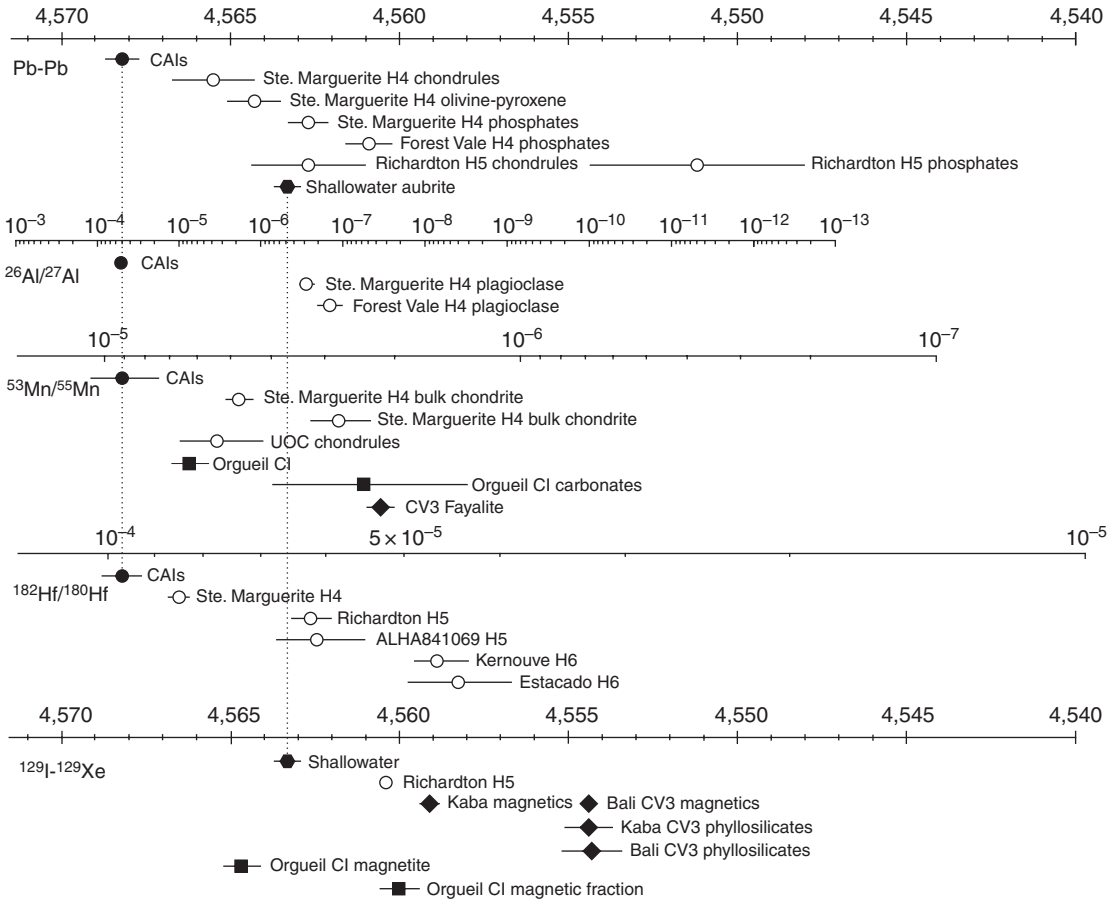 4,570 4,565 4,560 4,555 4,550 4,545 4,540
Pb-Pb
CAIs
Ste. Marguerite H4 chondrules
Ste. Marguerite H4 olivine-pyroxene
Ste. Marguerite H4 phosphates
Forest Vale H4 phosphates
Richardton H5 chondrules Richardton H5 phosphates
Shallowater aubrite
10⁻³ 10⁻⁴ 10⁻⁵ 10⁻⁶ 10⁻⁷ 10⁻⁸ 10⁻⁹ 10⁻¹⁰ 10⁻¹¹ 10⁻¹² 10⁻¹³
²⁶Al/²⁷Al CAIs
Ste. Marguerite H4 plagioclase
Forest Vale H4 plagioclase
10⁻⁵ 10⁻⁶ 10⁻⁷
⁵³Mn/⁵⁵Mn CAIs
Ste. Marguerite H4 bulk chondrite
Ste. Marguerite H4 bulk chondrite
UOC chondrules
Orgueil CI
Orgueil CI carbonates
CV3 Fayalite
10⁻⁴ 5 × 10⁻⁵ 10⁻⁵
¹⁸²Hf/¹⁸⁰Hf CAIs
Ste. Marguerite H4
Richardton H5
ALHA841069 H5
Kernouve H6
Estacado H6
4,570 4,565 4,560 4,555 4,550 4,545 4,540
¹²⁹I-¹²⁹Xe Shallowater
Richardton H5
Kaba magnetics Bali CV3 magnetics
Kaba CV3 phyllosilicates
Bali CV3 phyllosilicates
Orgueil CI magnetite
Orgueil CI magnetic fraction